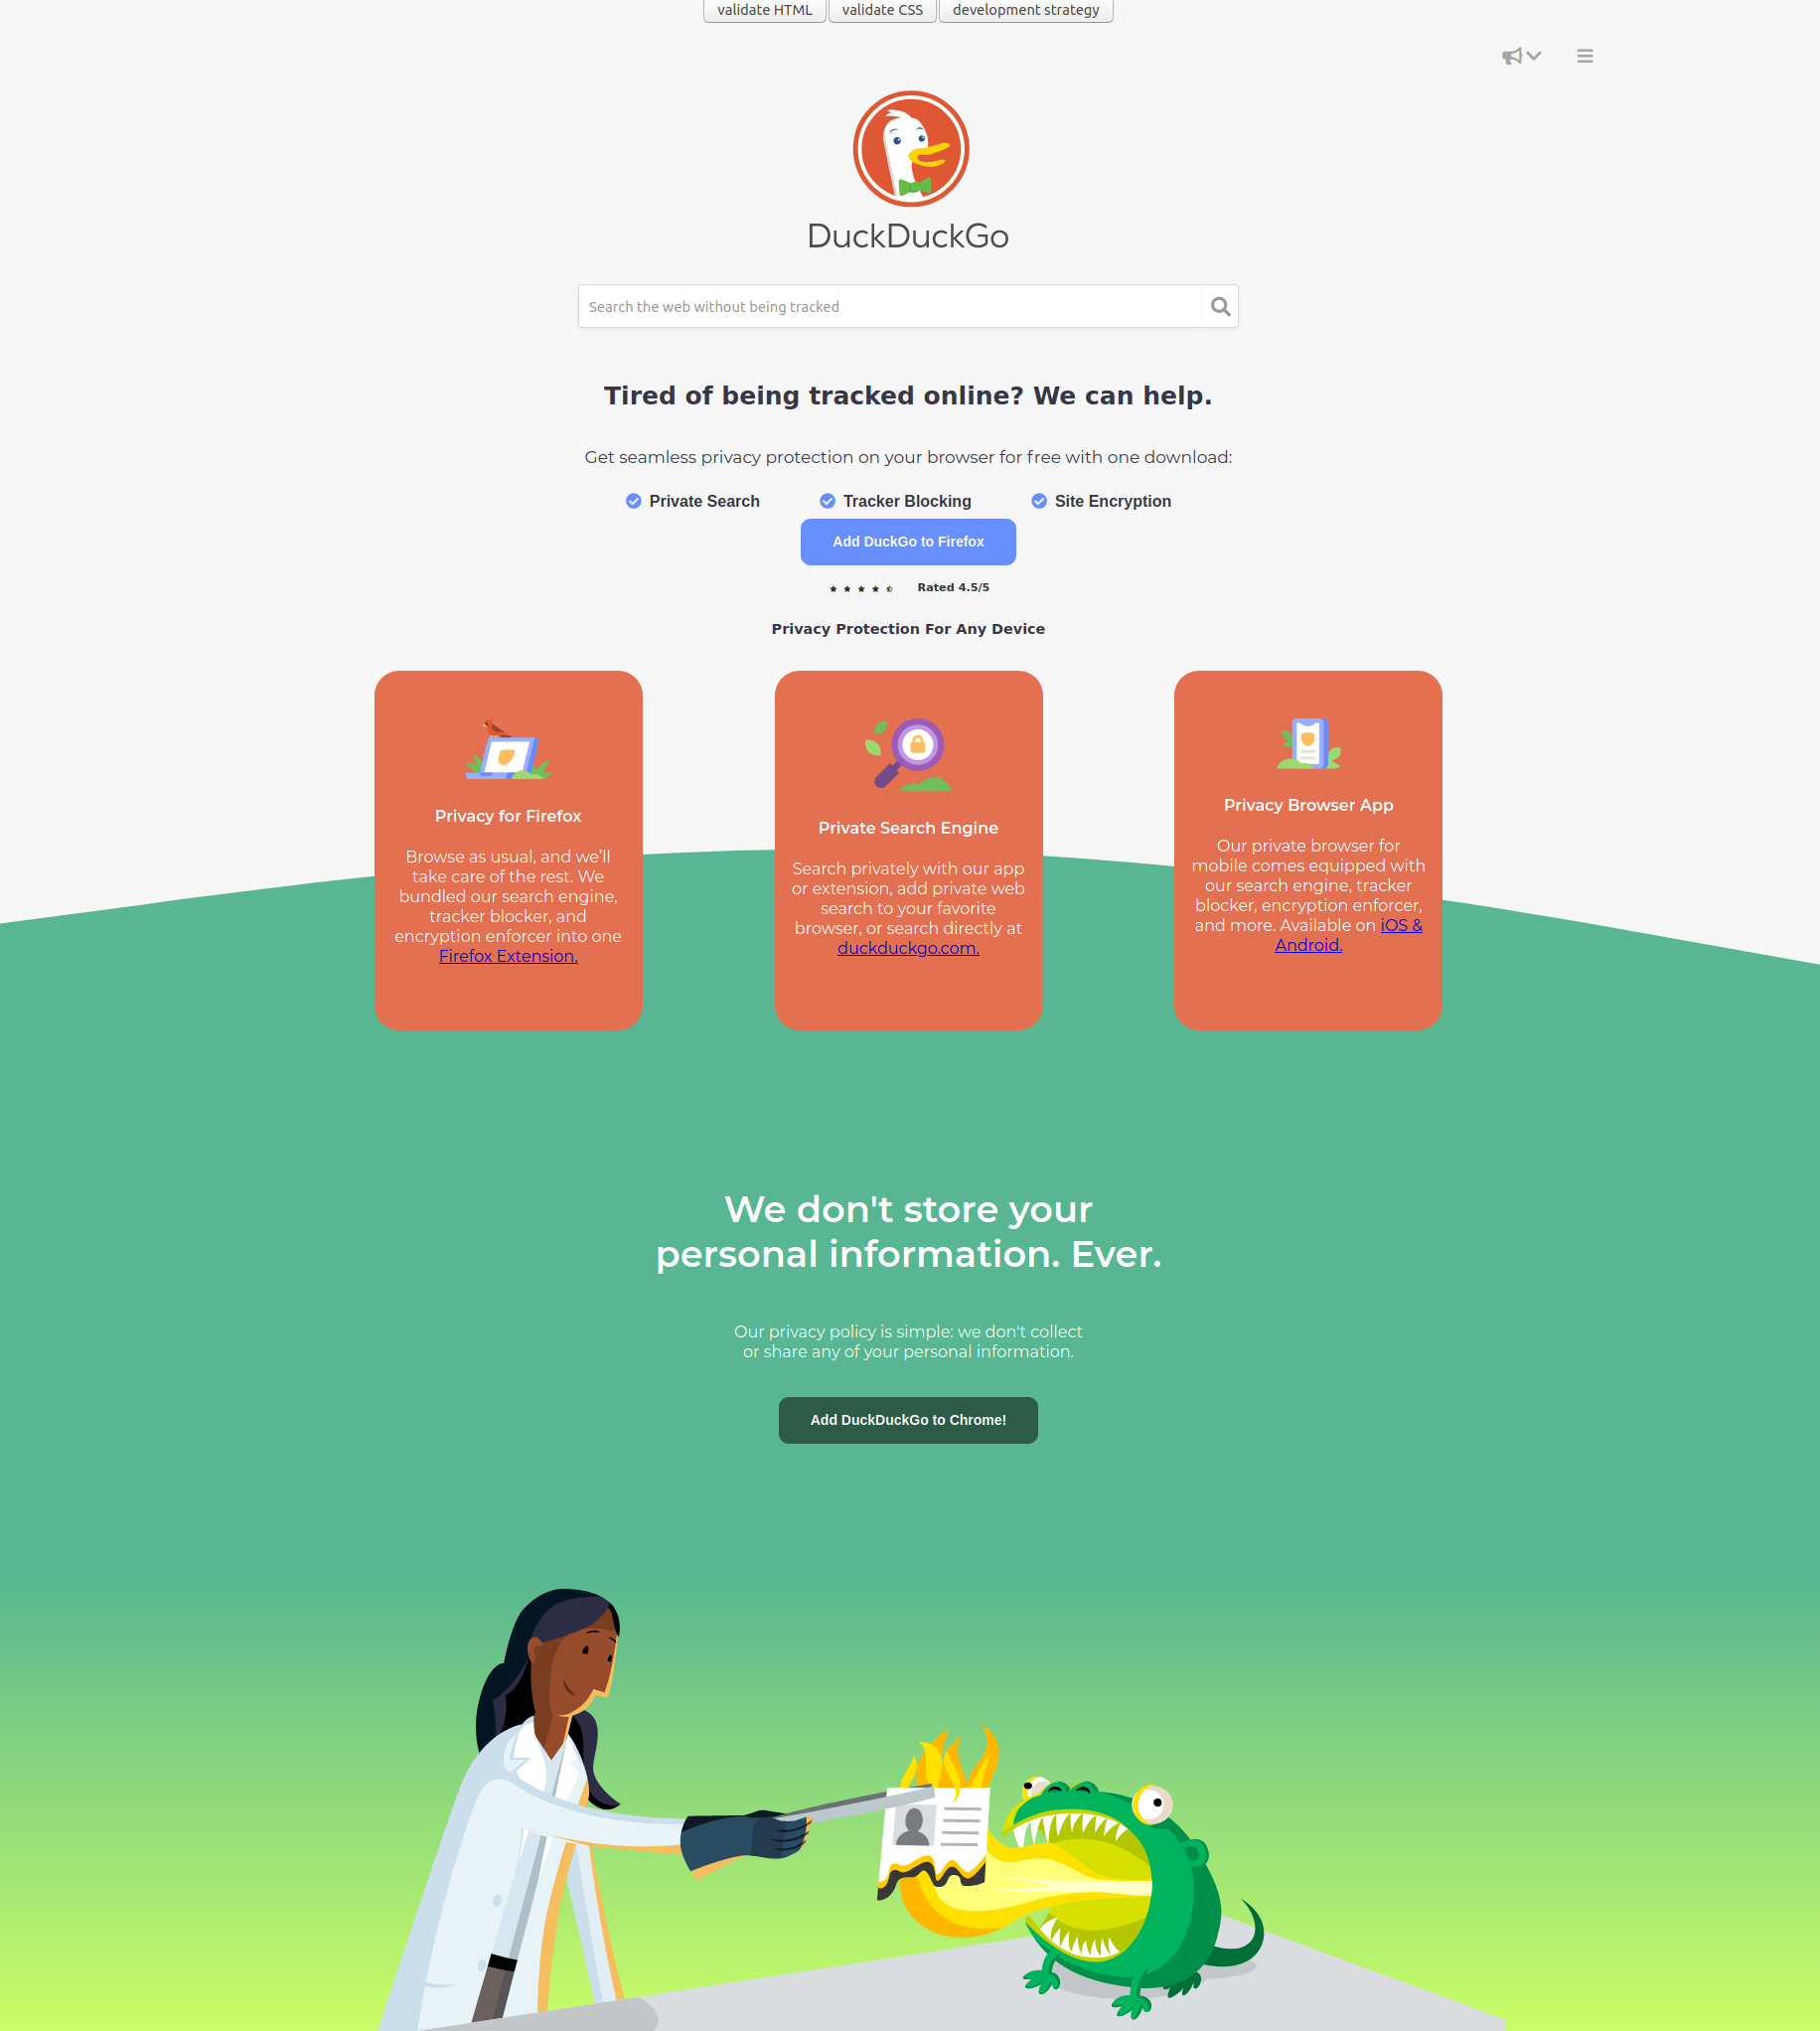 validate HTML validate CSS development strategy
DuckDuckGo
Search the web without being tracked
Tired of being tracked online? We can help.
Get seamless privacy protection on your browser for free with one download:
Private Search Tracker Blocking Site Encryption
Add DuckGo to Firefox
Rated 4.5/5
Privacy Protection For Any Device
Privacy for Firefox
Browse as usual, and we’ll
take care of the rest. We
bundled our search engine,
tracker blocker, and
encryption enforcer into one
Firefox Extension.
Private Search Engine
Search privately with our app
or extension, add private web
search to your favorite
browser, or search directly at
duckduckgo.com.
Privacy Browser App
Our private browser for
mobile comes equipped with
our search engine, tracker
blocker, encryption enforcer,
and more. Available on iOS &
Android.
We don't store your
personal information. Ever.
Our privacy policy is simple: we don't collect
or share any of your personal information.
Add DuckDuckGo to Chrome!